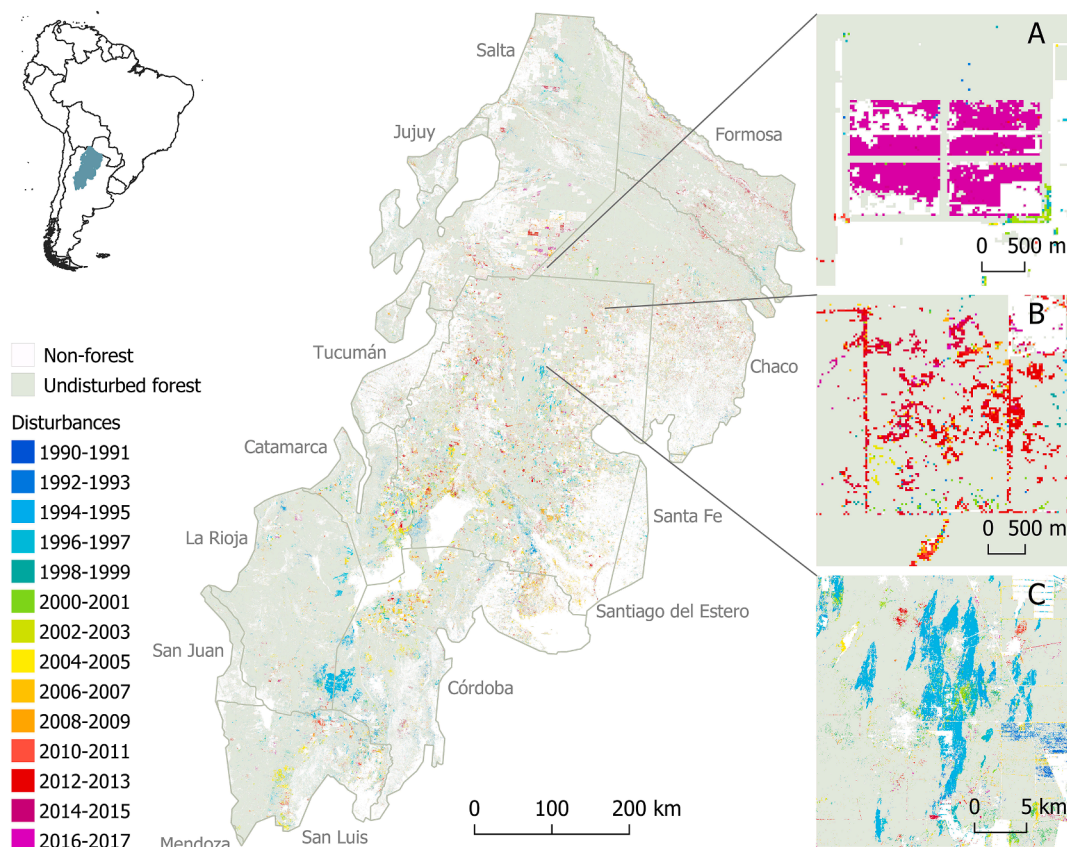 Salta
Jujuy
Formosa
Tucumán
Chaco
Catamarca
Santa Fe
La Rioja
Santiago del Estero
San Juan
Córdoba
San Luis
Mendoza
Non-forest
Undisturbed forest
Disturbances
1990-1991
1992-1993
1994-1995
1996-1997
1998-1999
2000-2001
2002-2003
2004-2005
2006-2007
2008-2009
2010-2011
2012-2013
2014-2015
2016-2017
0 100 200 km
A
0 500 m
B
0 500 m
C
0 5 km